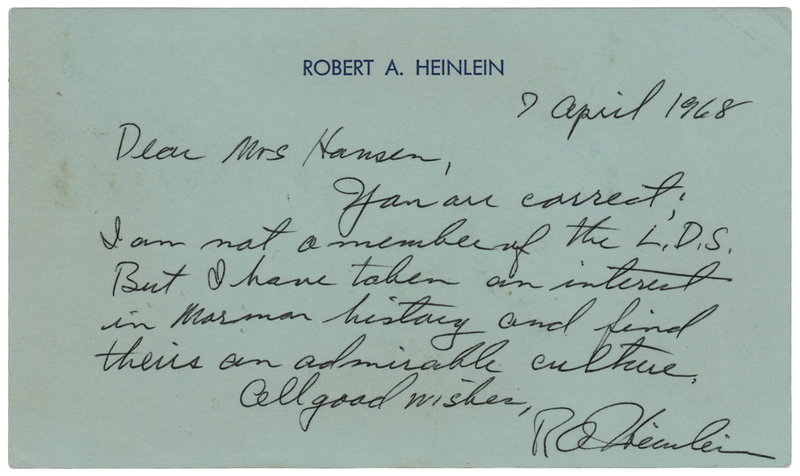 ROBERT A. HEINLEIN
7 April 1968
Dear Mrs Hansen,
You are correct;
I am not a member of the L.D.S.
But I have taken an interest
in Mormon history and find
theirs an admirable culture.
All good wishes,
R A Heinlein